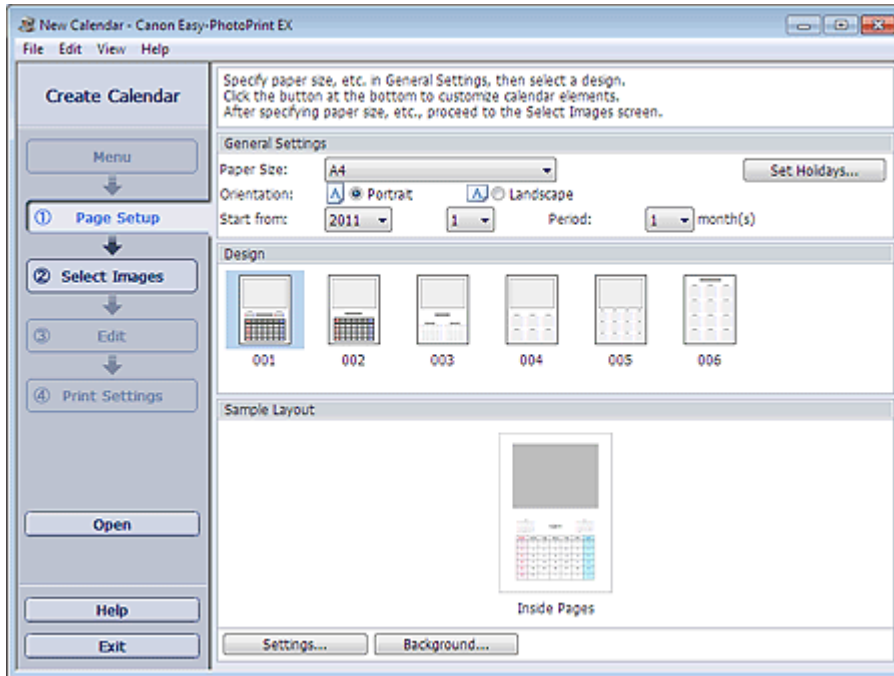 New Calendar - Canon Easy-PhotoPrint EX
File Edit View Help
Create Calendar
Menu
① Page Setup
② Select Images
③ Edit
④ Print Settings
Open
Help
Exit
Specify paper size, etc. in General Settings, then select a design.
Click the button at the bottom to customize calendar elements.
After specifying paper size, etc., proceed to the Select Images screen.
General Settings
Paper Size: A4 Set Holidays...
Orientation: A Portrait A Landscape
Start from: 2011 1 Period: 1 month(s)
Design
001 002 003 004 005 006
Sample Layout
Inside Pages
Settings... Background...